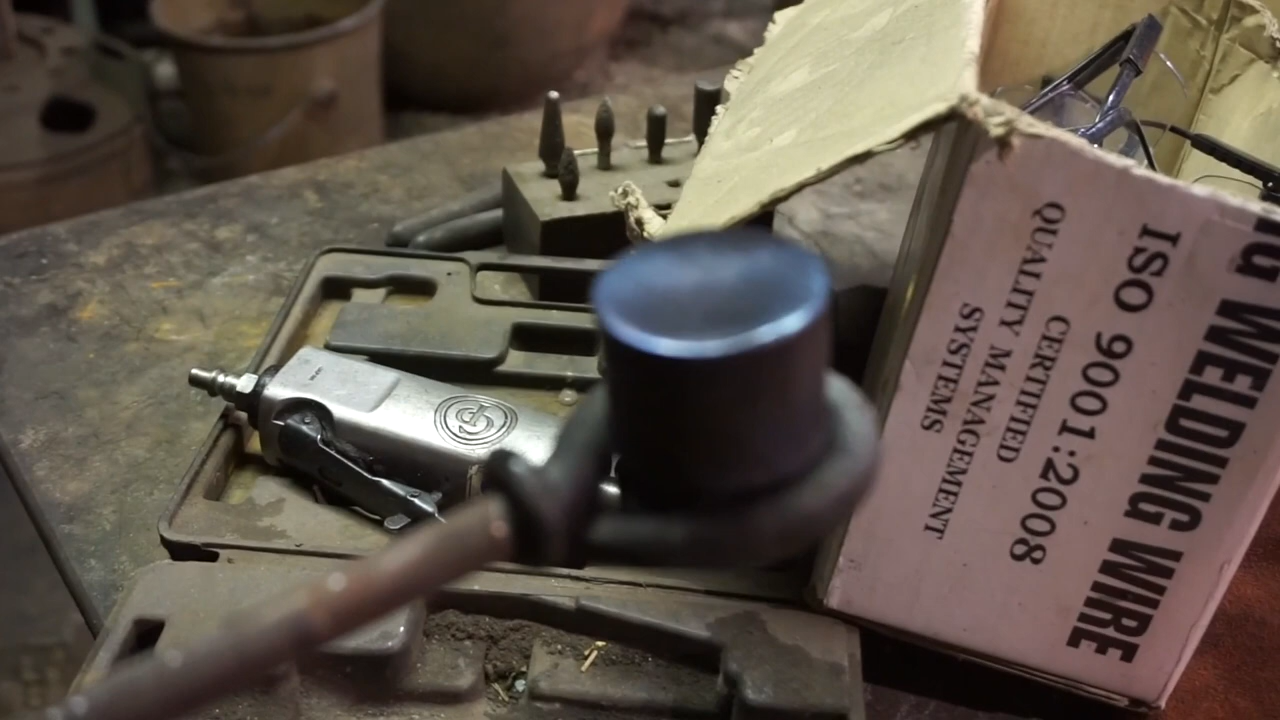 WELDING WIRE
ISO 9001:2008
CERTIFIED
QUALITY MANAGEMENT
SYSTEMS